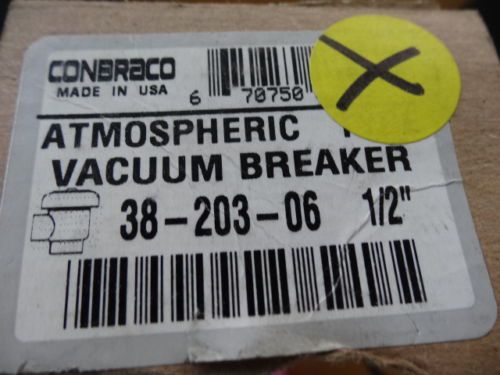 CONBRACO
MADE IN USA
6 70750
ATMOSPHERIC
VACUUM BREAKER
38-203-06 1/2"
X